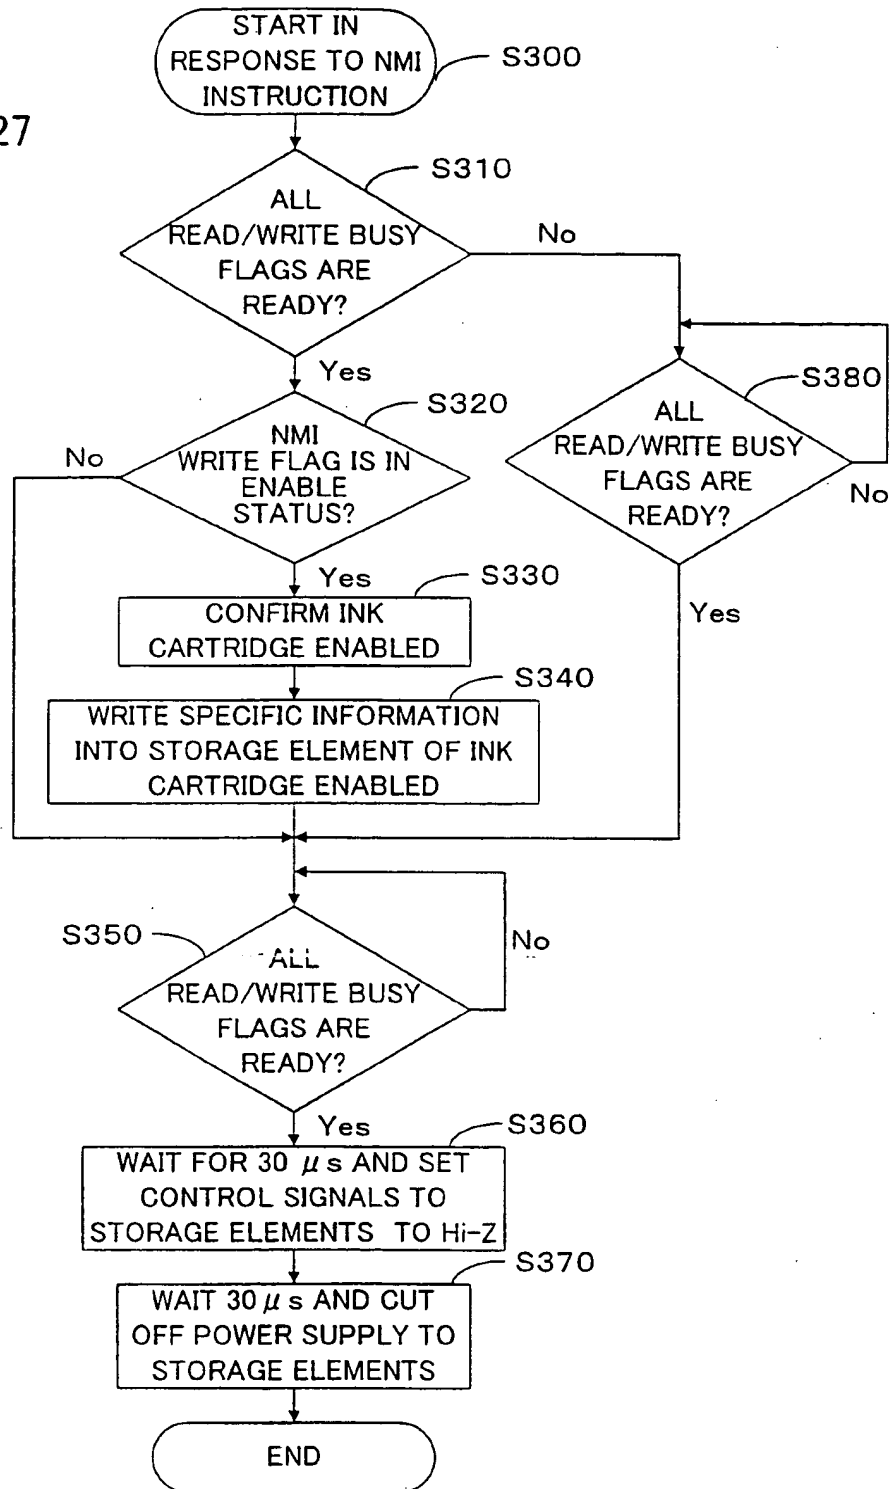 START IN
RESPONSE TO NMI
INSTRUCTION
S300
27
S310
ALL
READ/WRITE BUSY
FLAGS ARE
READY?
No
Yes
S320
NMI
WRITE FLAG IS IN
ENABLE
STATUS?
No
S380
ALL
READ/WRITE BUSY
FLAGS ARE
READY?
No
Yes
Yes
S330
CONFIRM INK
CARTRIDGE ENABLED
S340
WRITE SPECIFIC INFORMATION
INTO STORAGE ELEMENT OF INK
CARTRIDGE ENABLED
S350
ALL
READ/WRITE BUSY
FLAGS ARE
READY?
No
Yes
S360
WAIT FOR 30 μs AND SET
CONTROL SIGNALS TO
STORAGE ELEMENTS TO Hi-Z
S370
WAIT 30 μs AND CUT
OFF POWER SUPPLY TO
STORAGE ELEMENTS
END